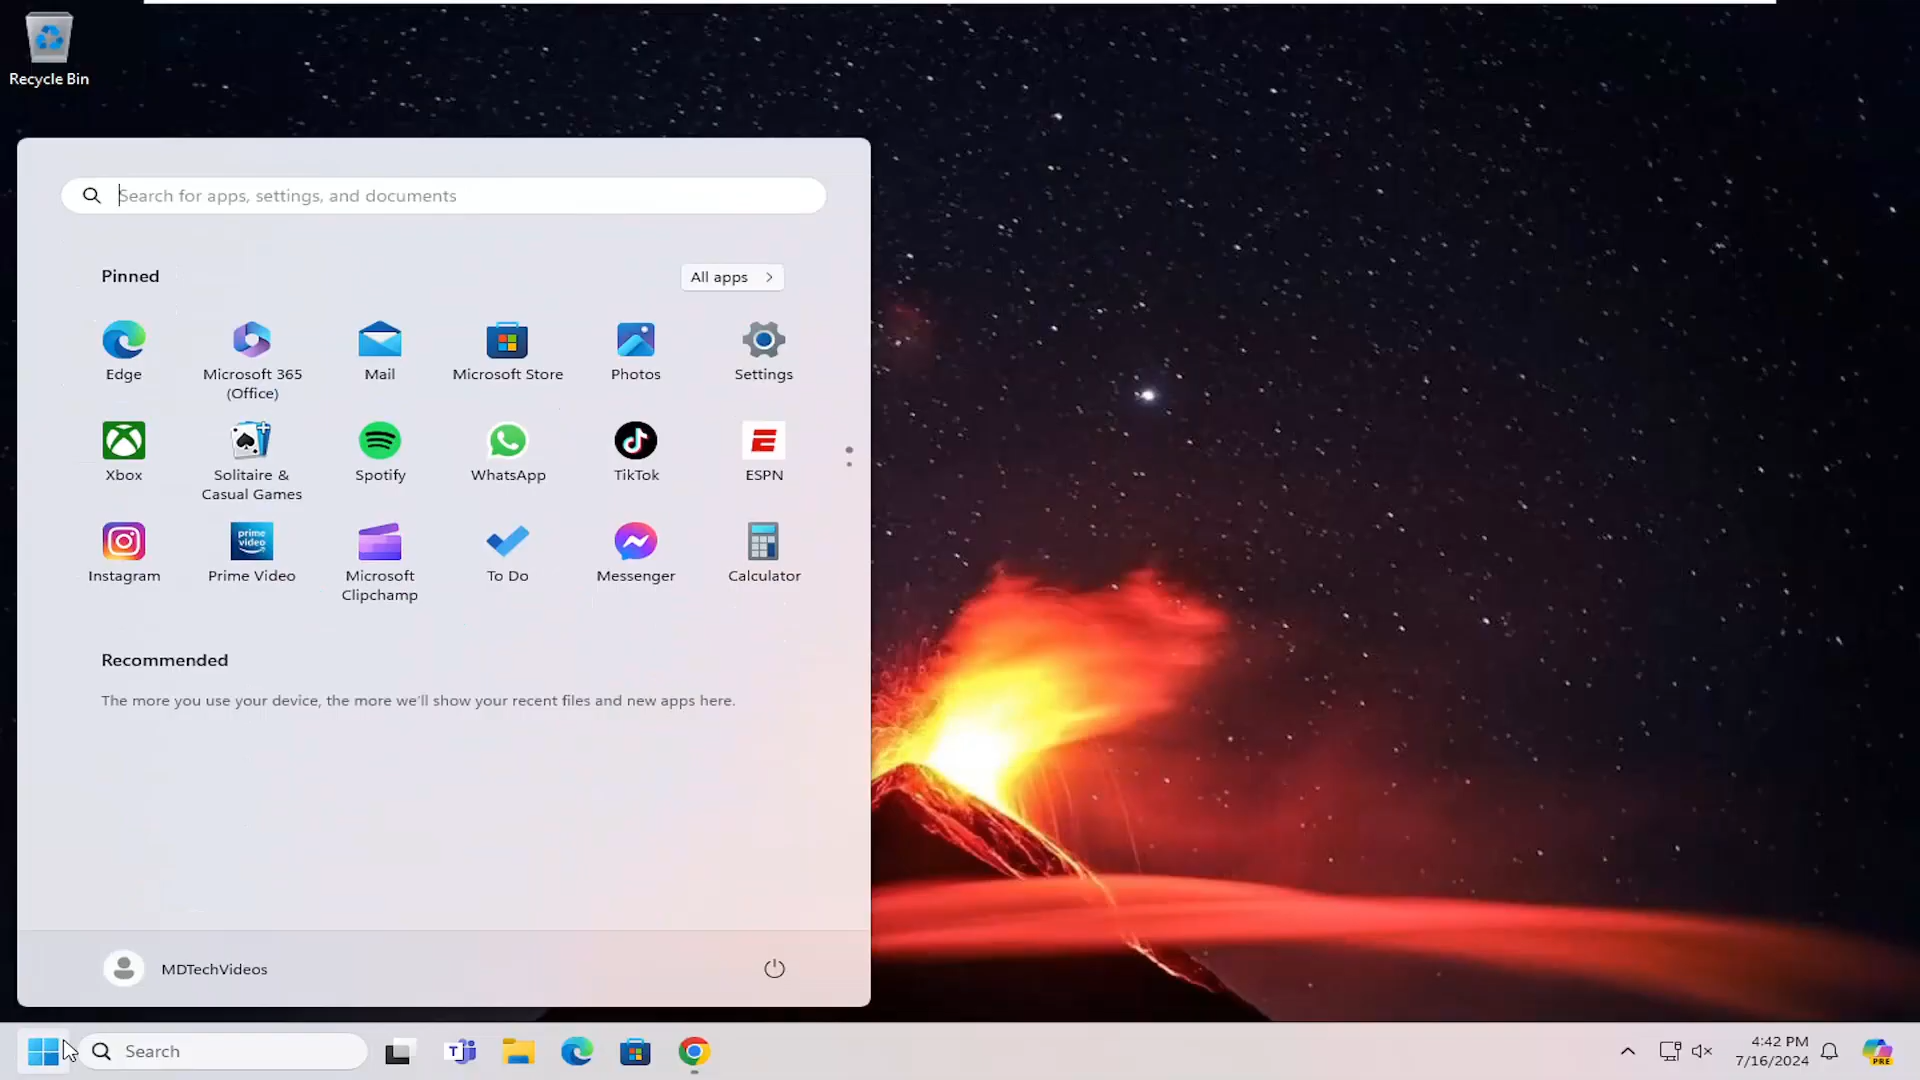 Recycle Bin
Search for apps, settings, and documents
Pinned
All apps
Edge
Microsoft 365
(Office)
Mail
Microsoft Store
Photos
Settings
Xbox
Solitaire &
Casual Games
Spotify
WhatsApp
TikTok
ESPN
prime
video
Instagram
Prime Video
Microsoft
Clipchamp
To Do
Messenger
Calculator
Recommended
The more you use your device, the more we'll show your recent files and new apps here.
MDTechVideos
Search
4:42 PM
7/16/2024
PRE